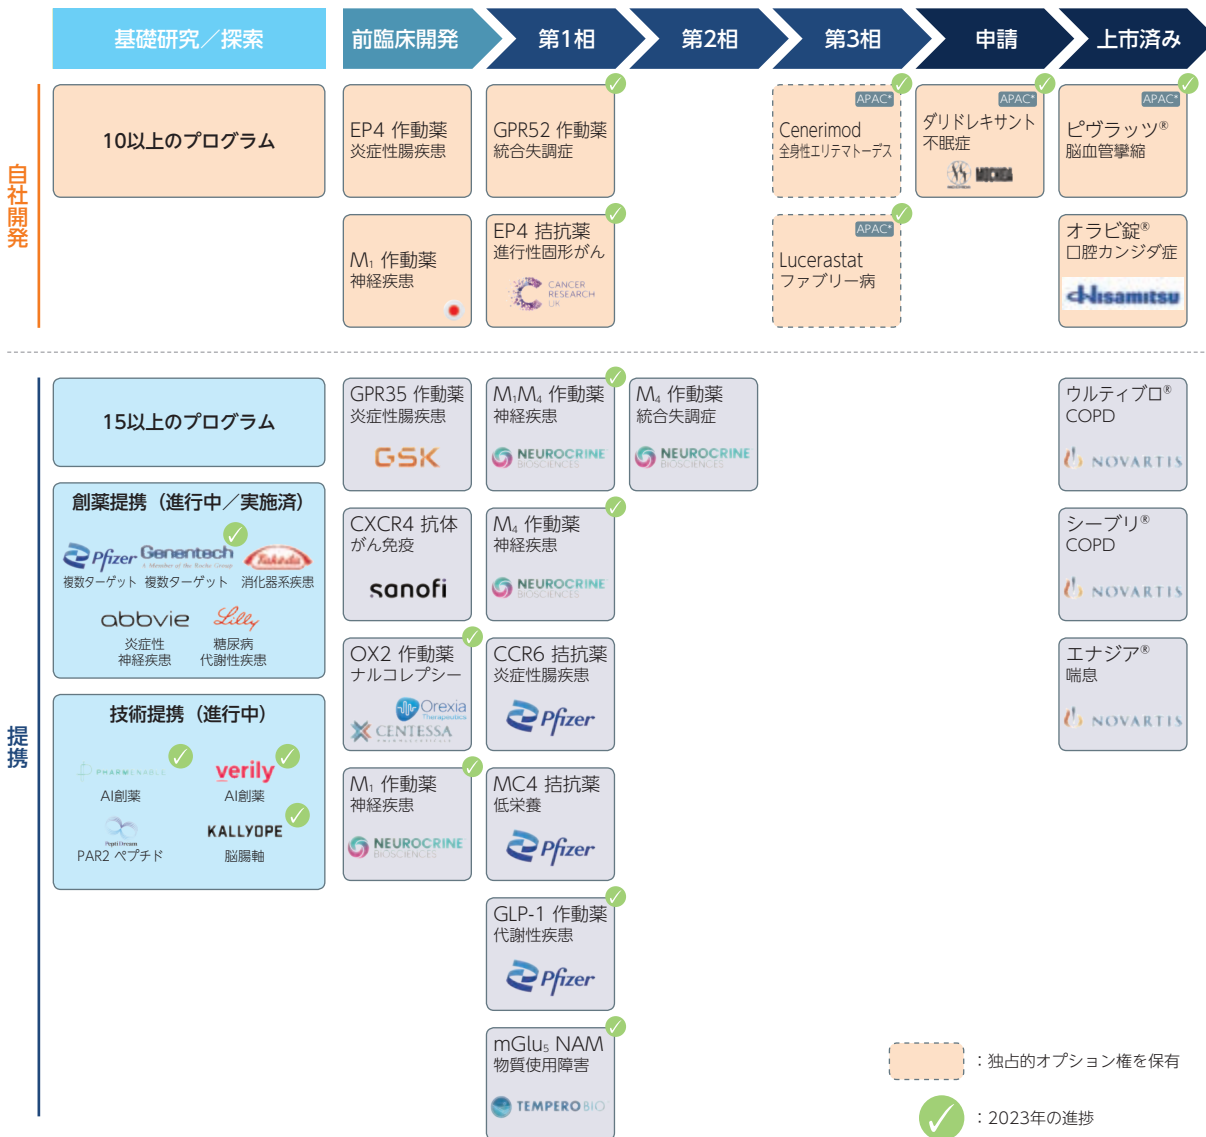 基礎研究／探索
前臨床開発
第1相
第2相
第3相
申請
上市済み
自社開発
10以上のプログラム
EP4 作動薬
炎症性腸疾患
GPR52 作動薬
統合失調症
APAC*
Cenerimod
全身性エリテマトーデス
APAC*
ダリドレキサント
不眠症
MOCHIDA
APAC*
ピヴラッツ®
脳血管攣縮
M₁ 作動薬
神経疾患
EP4 拮抗薬
進行性固形がん
CANCER
RESEARCH
UK
APAC*
Lucerastat
ファブリー病
オラビ錠®
口腔カンジダ症
Hisamitsu
提携
15以上のプログラム
創薬提携（進行中／実施済）
Pfizer
複数ターゲット
Genentech
A Member of the Roche Group
複数ターゲット
Takeda
消化器系疾患
abbvie
炎症性
神経疾患
Lilly
糖尿病
代謝性疾患
技術提携（進行中）
PHARMENABLE
AI創薬
verily
AI創薬
PeptiDream
PAR2 ペプチド
KALLYOPE
脳腸軸
GPR35 作動薬
炎症性腸疾患
GSK
M₁M₄ 作動薬
神経疾患
NEUROCRINE
BIOSCIENCES
M₄ 作動薬
統合失調症
NEUROCRINE
BIOSCIENCES
ウルティブロ®
COPD
NOVARTIS
CXCR4 抗体
がん免疫
sanofi
M₄ 作動薬
神経疾患
NEUROCRINE
BIOSCIENCES
シーブリ®
COPD
NOVARTIS
OX2 作動薬
ナルコレプシー
Orexia
Therapeutics
CENTESSA
PHARMACEUTICALS
CCR6 拮抗薬
炎症性腸疾患
Pfizer
エナジア®
喘息
NOVARTIS
M₁ 作動薬
神経疾患
NEUROCRINE
BIOSCIENCES
MC4 拮抗薬
低栄養
Pfizer
GLP-1 作動薬
代謝性疾患
Pfizer
mGlu₅ NAM
物質使用障害
TEMPERO BIO
：独占的オプション権を保有
：2023年の進捗